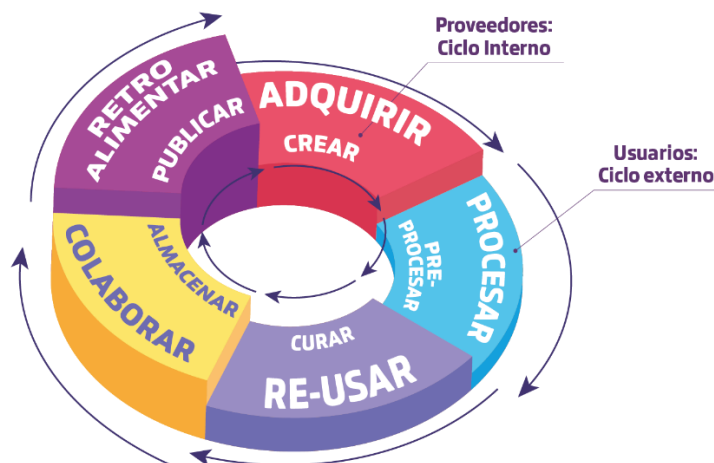 Proveedores:
Ciclo Interno
Usuarios:
Ciclo externo
ADQUIRIR
CREAR
PROCESAR
PRE-
PROCESAR
CURAR
RE-USAR
ALMACENAR
COLABORAR
RETRO
ALIMENTAR
PUBLICAR